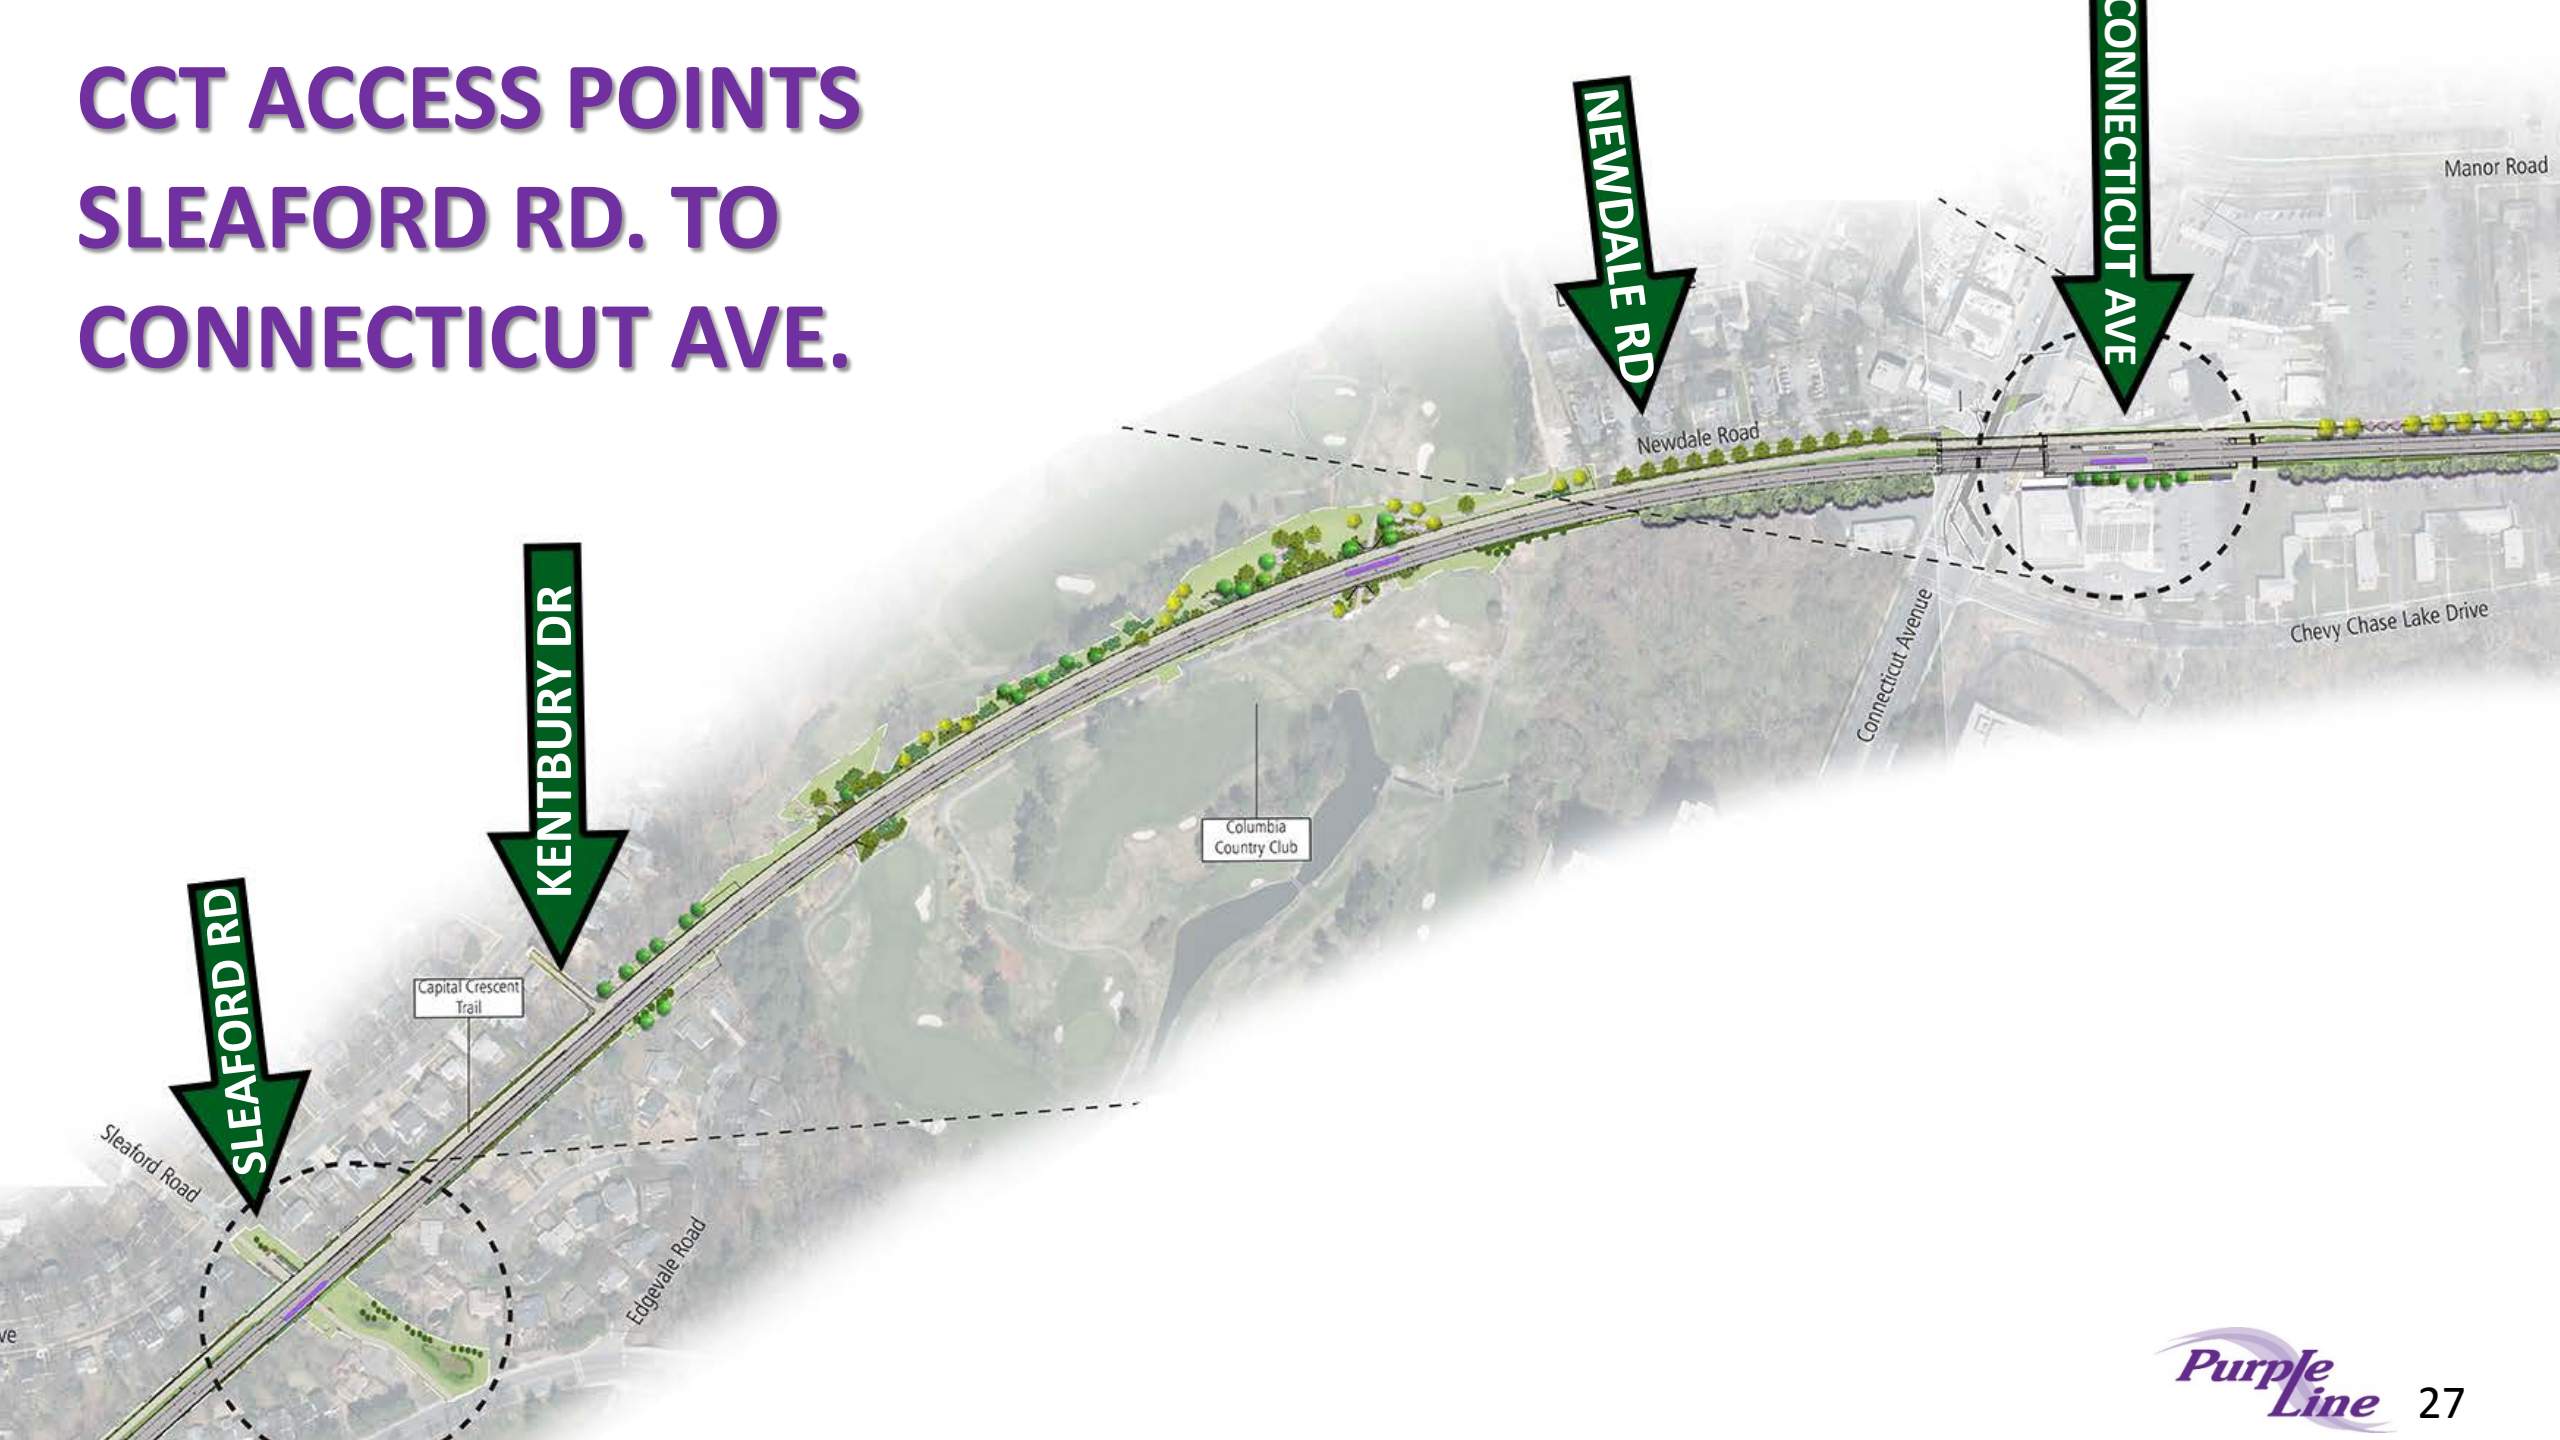 CCT ACCESS POINTS
SLEAFORD RD. TO
CONNECTICUT AVE.
CONNECTICUT AVE
NEWDALE RD
Manor Road
Newdale Road
KENTBURY DR
Connecticut Avenue
Chevy Chase Lake Drive
Columbia
Country Club
SLEAFORD RD
Capital Crescent
Trail
Sleaford Road
Edgevale Road
Purple
Line
27